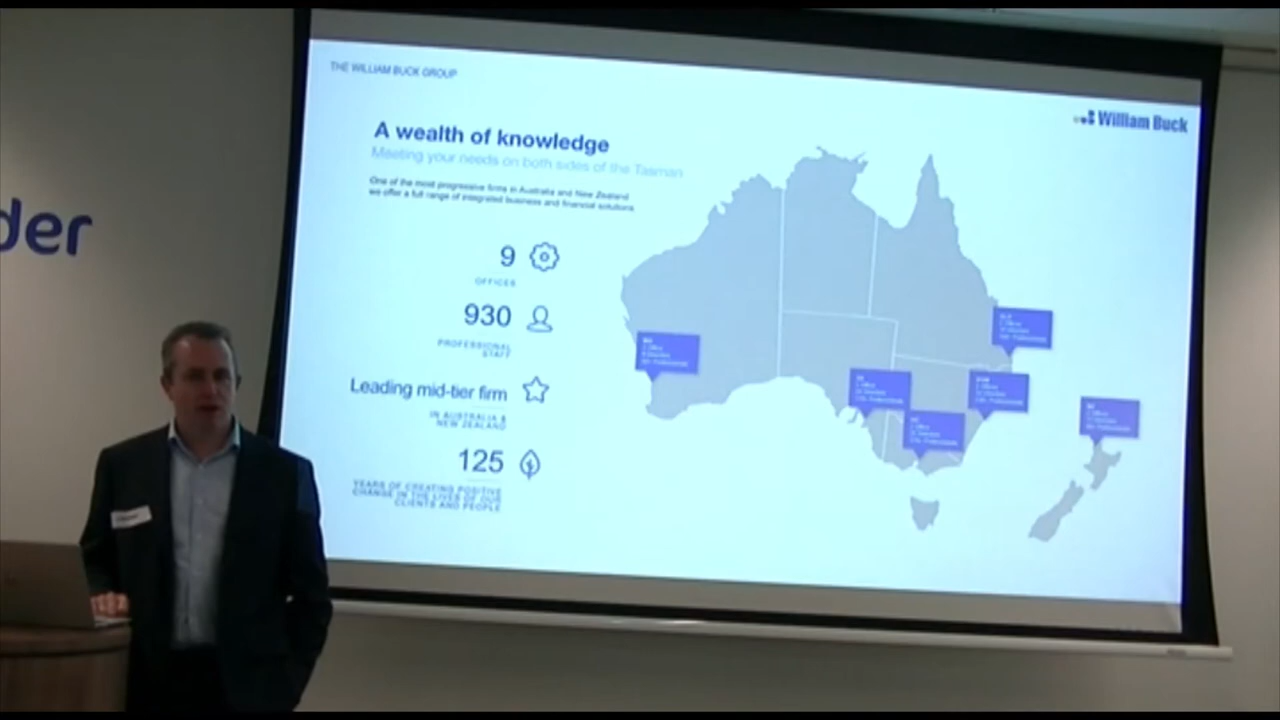 THE WILLIAM BUCK GROUP
William Buck
A wealth of knowledge
Meeting your needs on both sides of the Tasman
One of the most progressive firms in Australia and New Zealand
we offer a full range of integrated business and financial solutions
der
9
OFFICES
930
PROFESSIONAL
STAFF
Leading mid-tier firm
IN AUSTRALIA &
NEW ZEALAND
125
YEARS OF CREATING POSITIVE
CHANGE IN THE LIVES OF OUR
CLIENTS AND PEOPLE